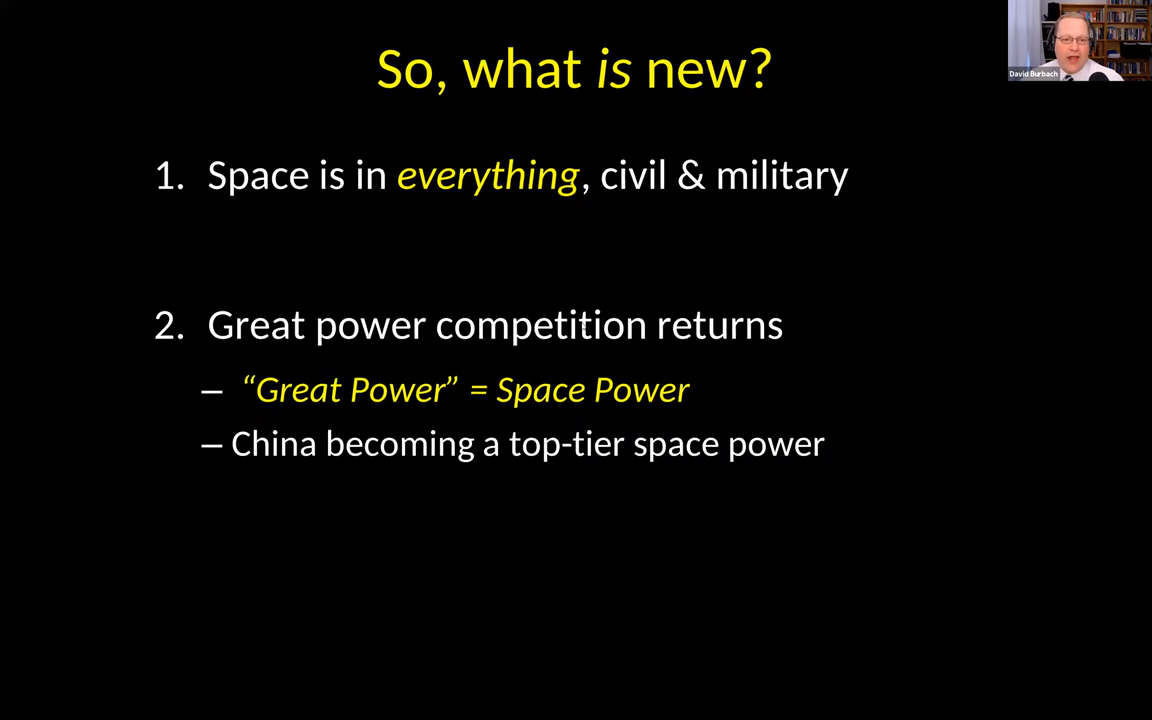 So, what is new?
David Burbach
1. Space is in everything, civil & military
2. Great power competition returns
– “Great Power” = Space Power
– China becoming a top-tier space power